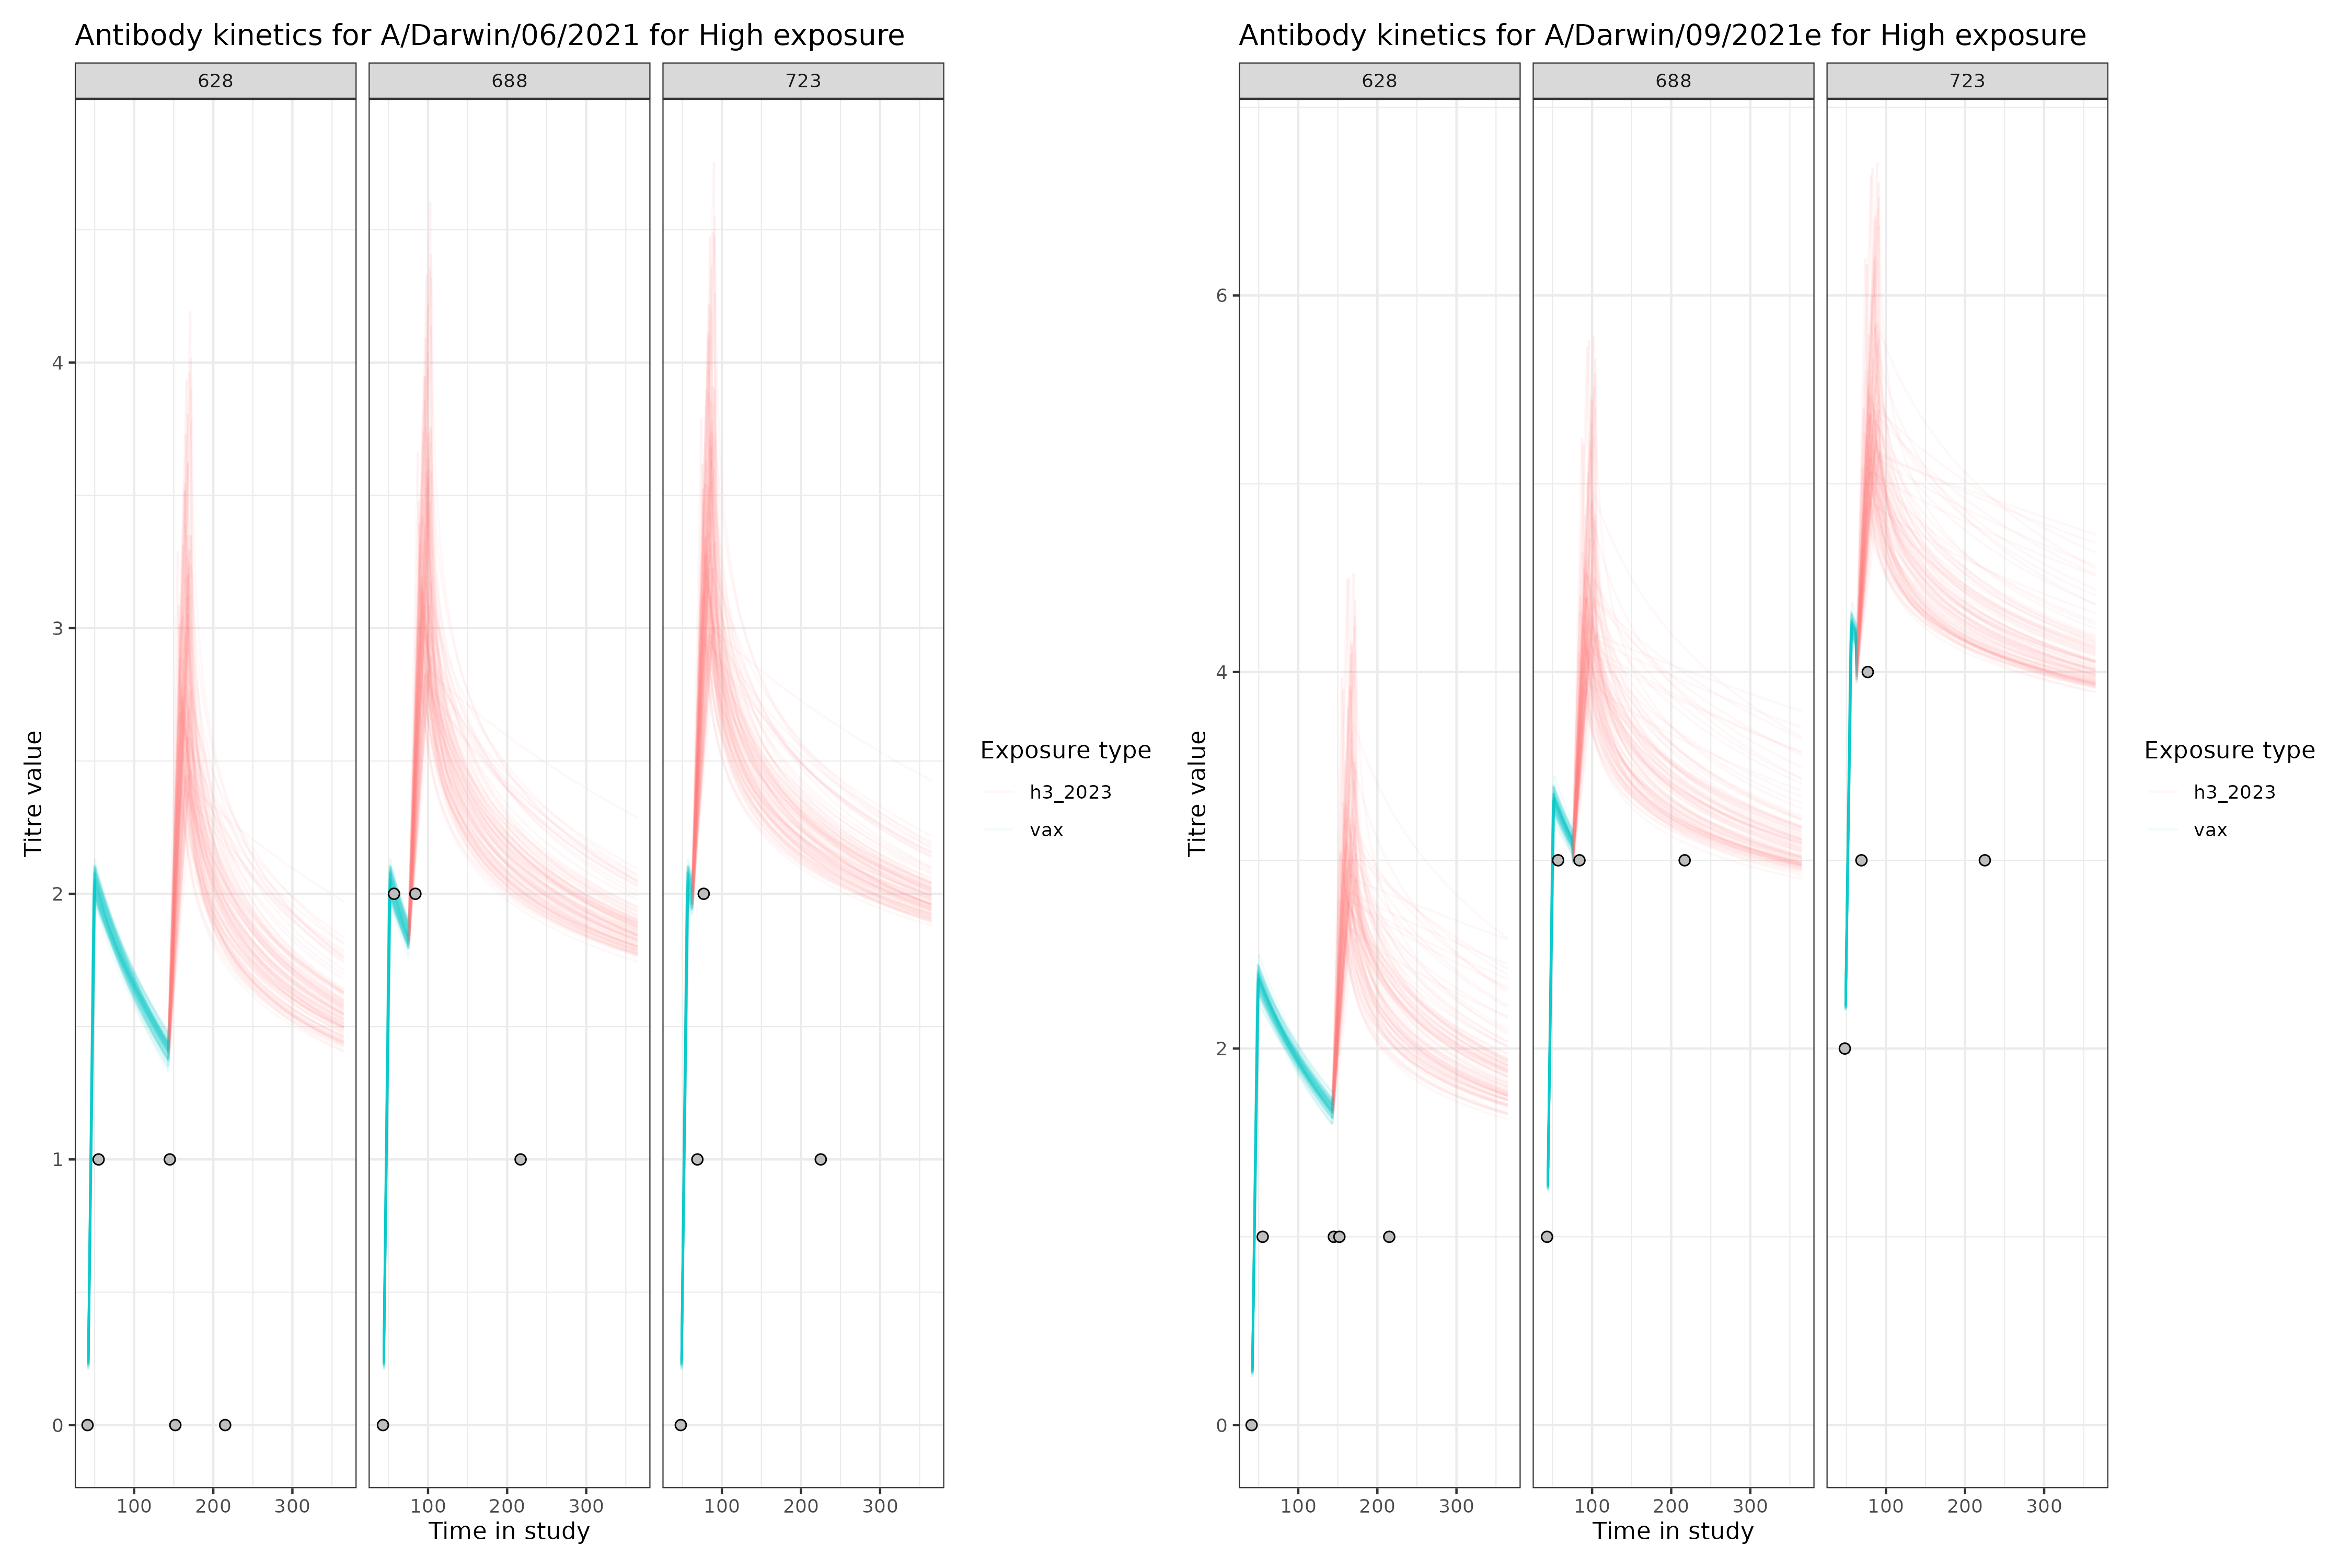 Antibody kinetics for A/Darwin/06/2021 for High exposure
628 688 723
4
3
2
1
0
Titre value
100 200 300 100 200 300 100 200 300
Time in study
Exposure type
h3_2023
vax
Antibody kinetics for A/Darwin/09/2021e for High exposure
628 688 723
6
4
2
0
Titre value
100 200 300 100 200 300 100 200 300
Time in study
Exposure type
h3_2023
vax